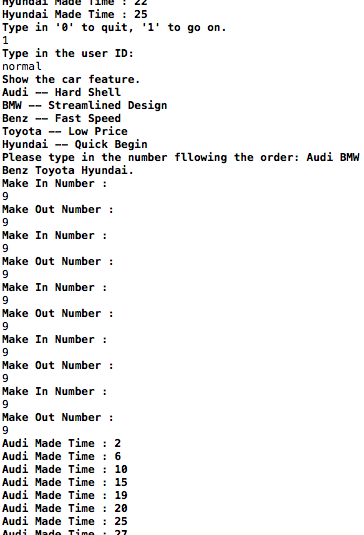 Hyundai Made Time : 22
Hyundai Made Time : 25
Type in '0' to quit, '1' to go on.
1
Type in the user ID:
normal
Show the car feature.
Audi -- Hard Shell
BMW -- Streamlined Design
Benz -- Fast Speed
Toyota -- Low Price
Hyundai -- Quick Begin
Please type in the number fllowing the order: Audi BMW
Benz Toyota Hyundai.
Make In Number :
9
Make Out Number :
9
Make In Number :
9
Make Out Number :
9
Make In Number :
9
Make Out Number :
9
Make In Number :
9
Make Out Number :
9
Make In Number :
9
Make Out Number :
9
Audi Made Time : 2
Audi Made Time : 6
Audi Made Time : 10
Audi Made Time : 15
Audi Made Time : 19
Audi Made Time : 20
Audi Made Time : 25
Audi Made Time : 27